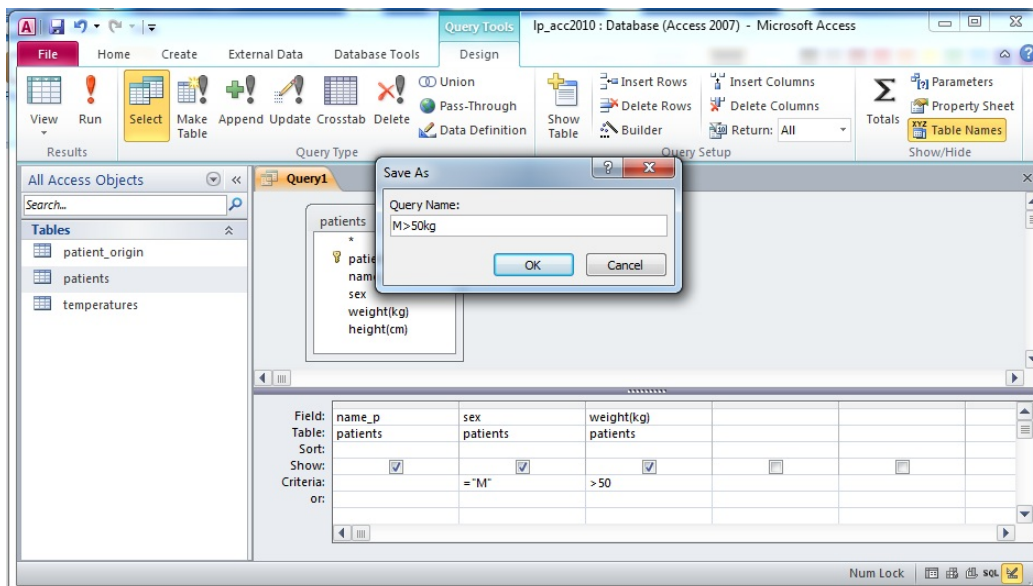 A
Query Tools
lp_acc2010 : Database (Access 2007) - Microsoft Access
File Home Create External Data Database Tools Design
View
Run
Select
Make Table
Append
Update
Crosstab
Delete
Union
Pass-Through
Data Definition
Show Table
Insert Rows
Delete Rows
Builder
Insert Columns
Delete Columns
Return: All
Σ
Totals
Parameters
Property Sheet
XYZ
Table Names
Results
Query Type
Query Setup
Show/Hide
All Access Objects
Search...
Tables
patient_origin
patients
temperatures
Query1
Save As
Query Name:
M>50kg
OK
Cancel
patients
*
sex
weight(kg)
height(cm)
Field: name_p sex weight(kg)
Table: patients patients patients
Sort:
Show:
Criteria: ="M" >50
or:
Num Lock
SQL